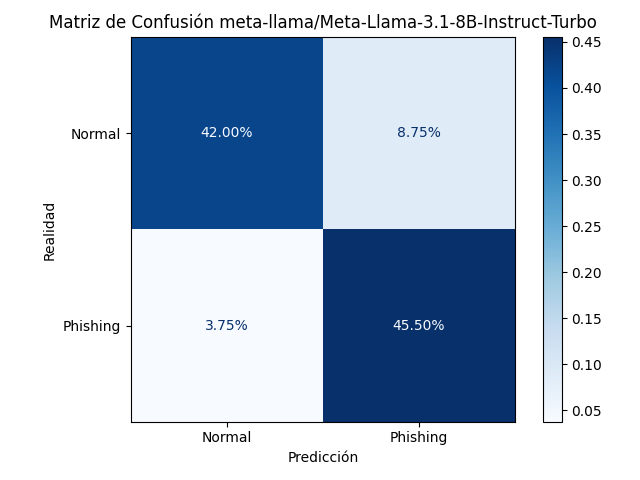 Matriz de Confusión meta-llama/Meta-Llama-3.1-8B-Instruct-Turbo
Normal
42.00%
8.75%
Phishing
3.75%
45.50%
Normal
Phishing
Predicción
Realidad
0.45
0.40
0.35
0.30
0.25
0.20
0.15
0.10
0.05